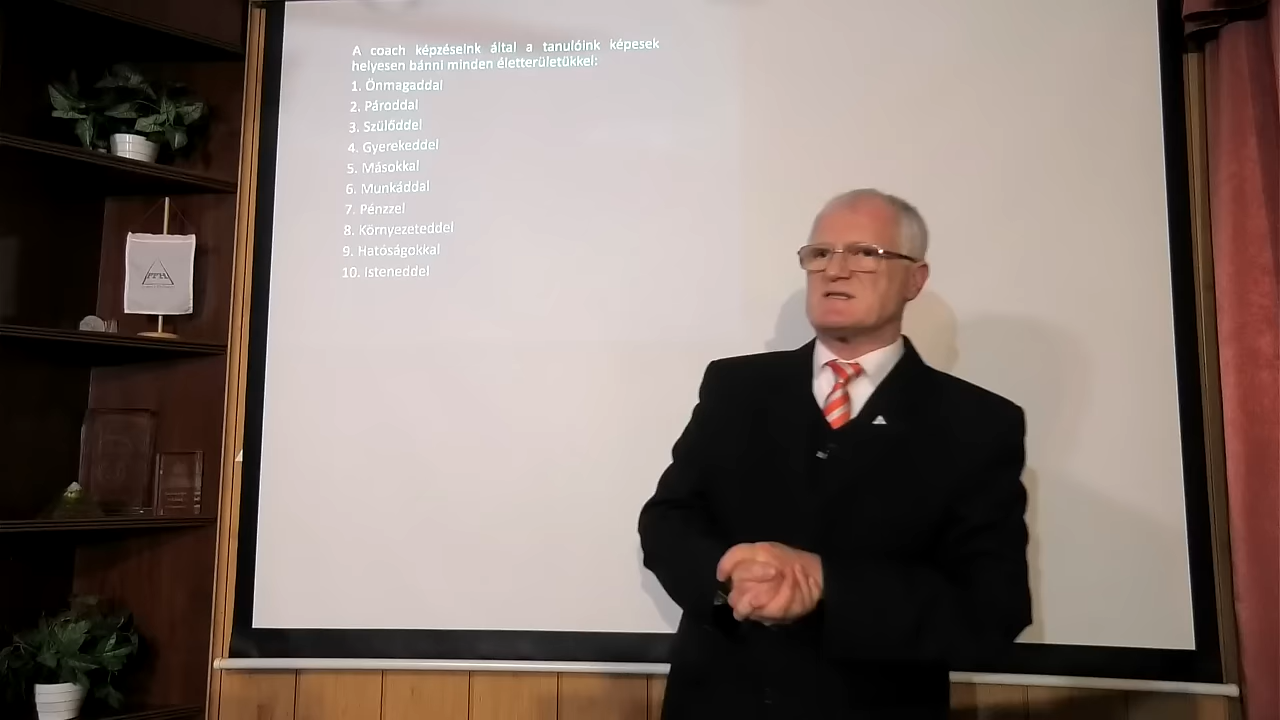 A coach képzéseink által a tanulóink képesek
helyesen bánni minden életterületükkel:
1. Önmagaddal
2. Pároddal
3. Szülőddel
4. Gyerekeddel
5. Másokkal
6. Munkáddal
7. Pénzzel
8. Környezeteddel
9. Hatóságokkal
10. Isteneddel